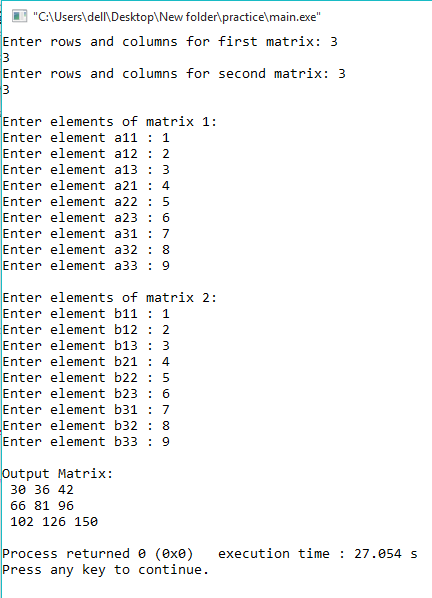 "C:\Users\dell\Desktop\New folder\practice\main.exe"
Enter rows and columns for first matrix: 3
3
Enter rows and columns for second matrix: 3
3
Enter elements of matrix 1:
Enter element a11 : 1
Enter element a12 : 2
Enter element a13 : 3
Enter element a21 : 4
Enter element a22 : 5
Enter element a23 : 6
Enter element a31 : 7
Enter element a32 : 8
Enter element a33 : 9
Enter elements of matrix 2:
Enter element b11 : 1
Enter element b12 : 2
Enter element b13 : 3
Enter element b21 : 4
Enter element b22 : 5
Enter element b23 : 6
Enter element b31 : 7
Enter element b32 : 8
Enter element b33 : 9
Output Matrix:
30 36 42
66 81 96
102 126 150
Process returned 0 (0x0)   execution time : 27.054 s
Press any key to continue.